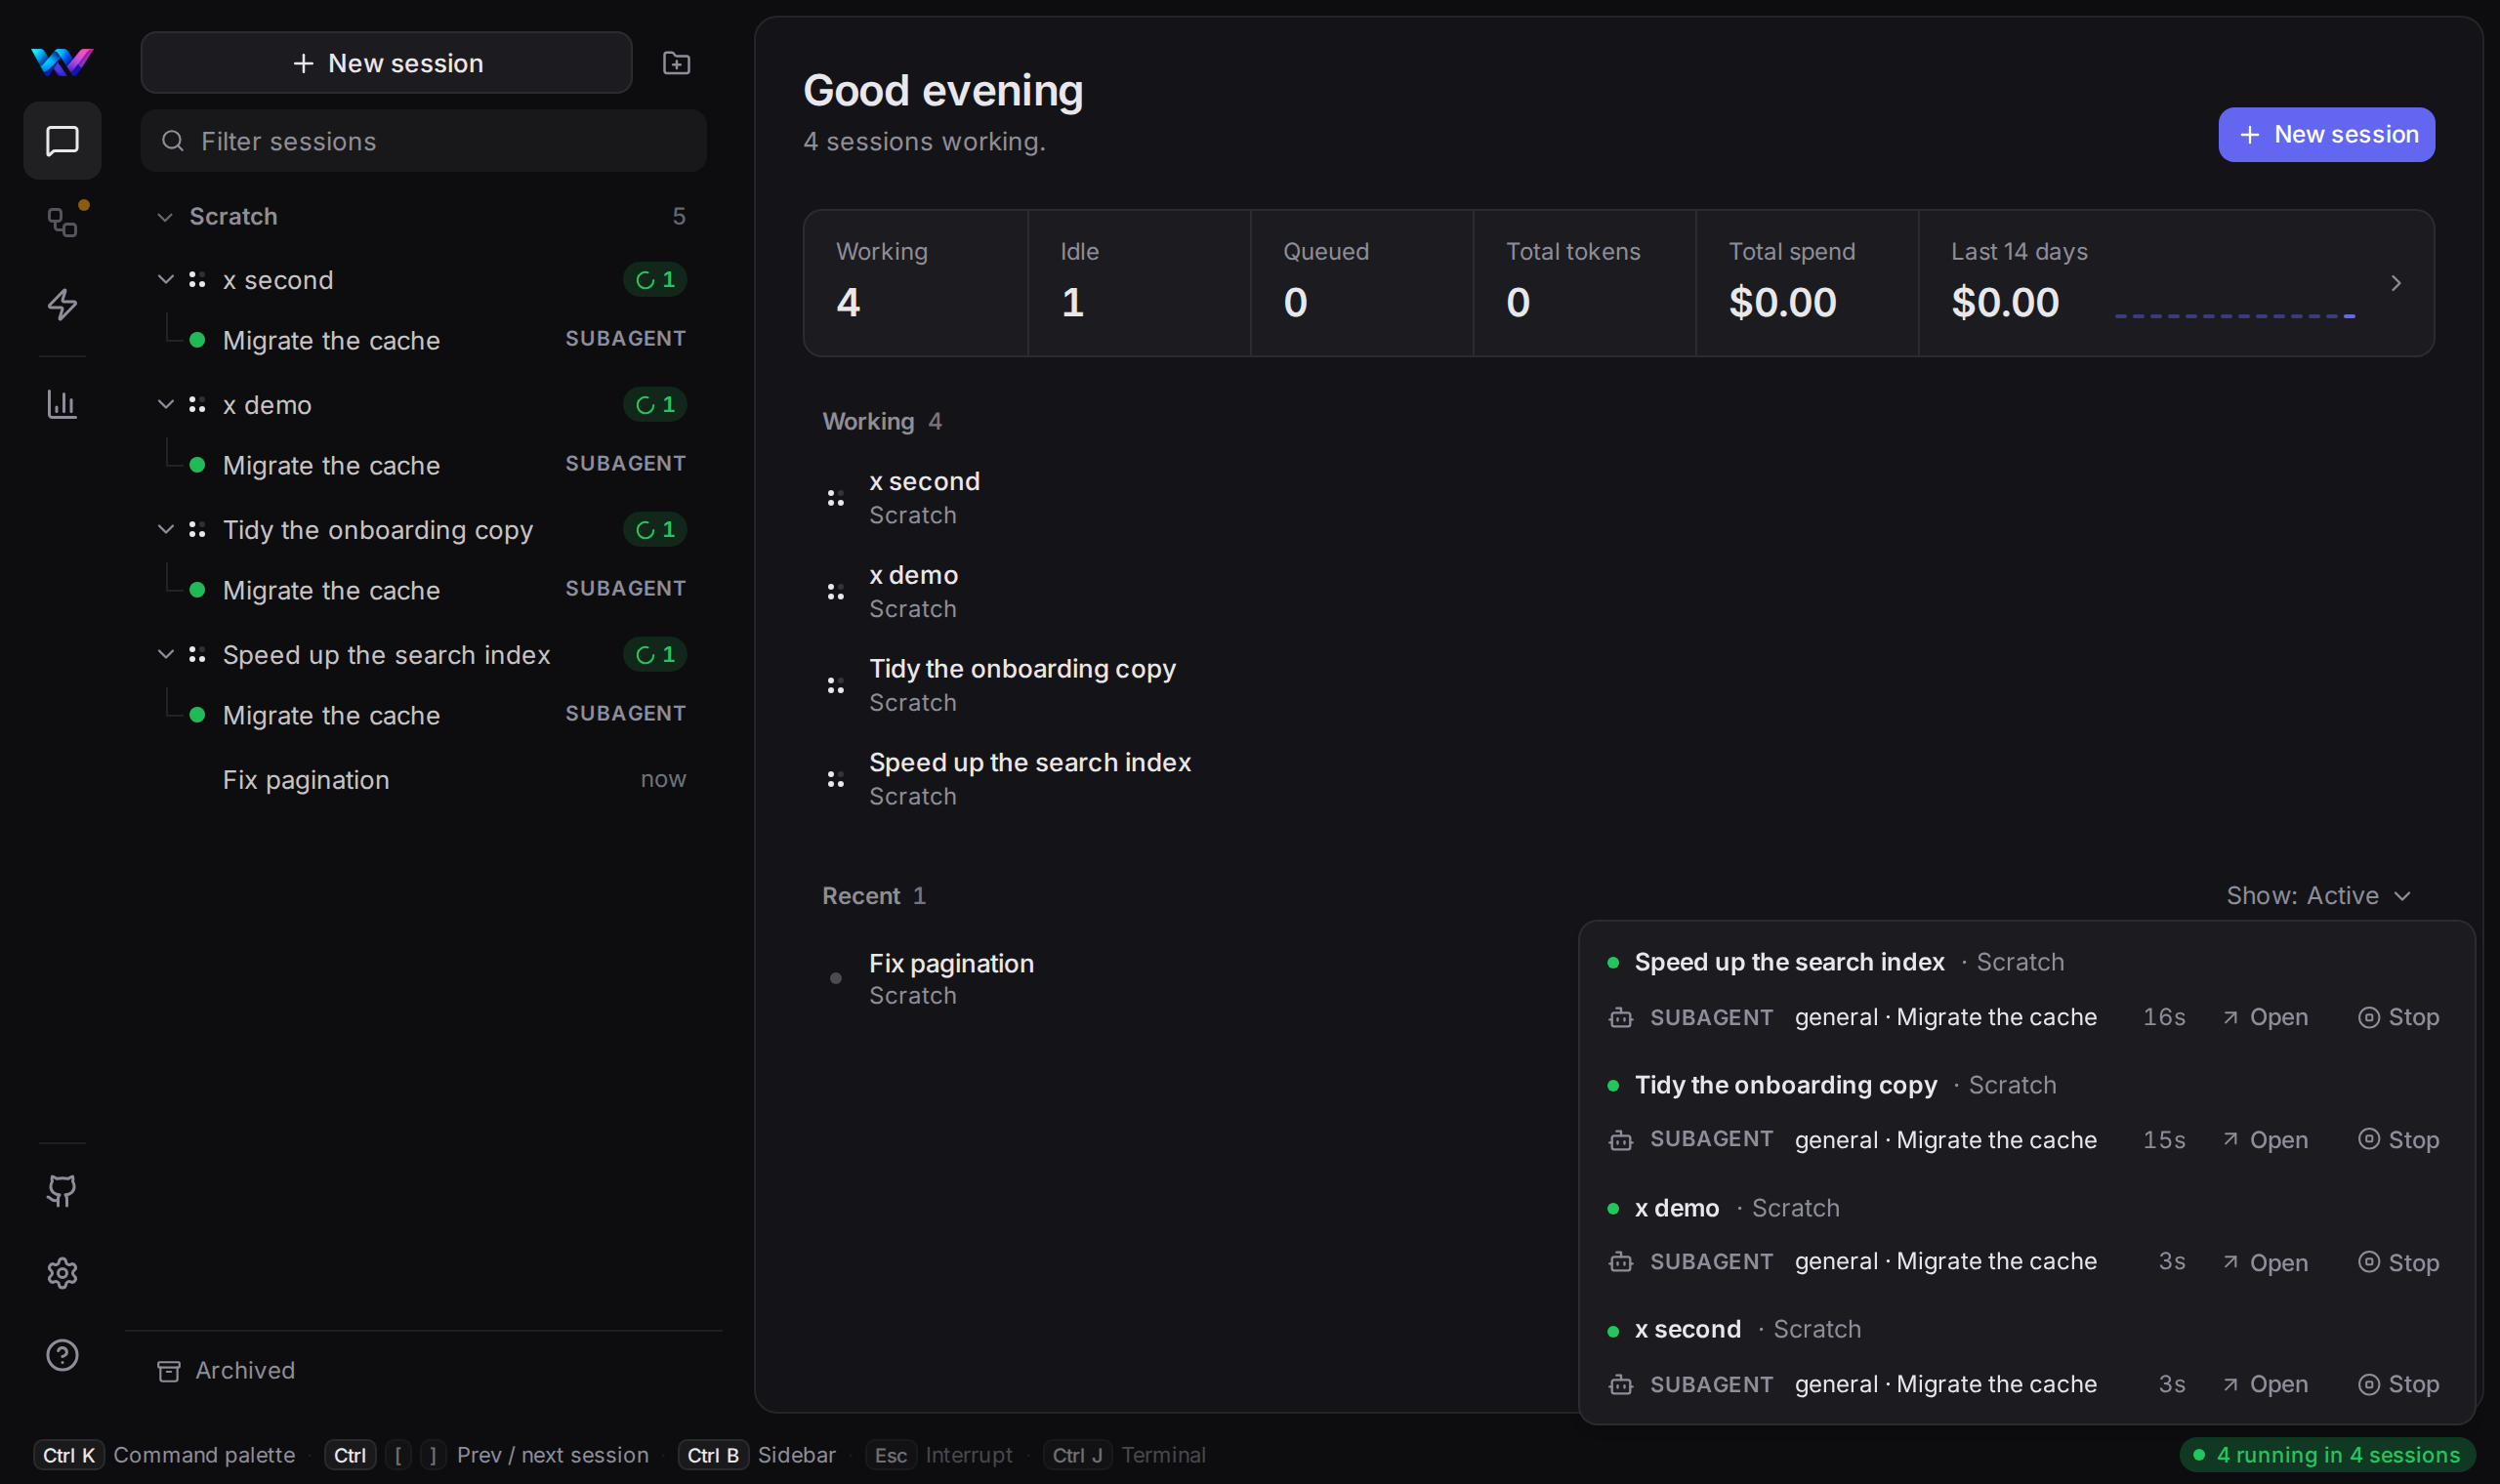 New session
Filter sessions
Scratch 5
x second 1
Migrate the cache SUBAGENT
x demo 1
Migrate the cache SUBAGENT
Tidy the onboarding copy 1
Migrate the cache SUBAGENT
Speed up the search index 1
Migrate the cache SUBAGENT
Fix pagination now
Archived
Good evening
4 sessions working.
New session
Working
4
Idle
1
Queued
0
Total tokens
0
Total spend
$0.00
Last 14 days
$0.00
Working 4
x second
Scratch
x demo
Scratch
Tidy the onboarding copy
Scratch
Speed up the search index
Scratch
Recent 1 Show: Active
Fix pagination
Scratch
Speed up the search index · Scratch
SUBAGENT general · Migrate the cache 16s Open Stop
Tidy the onboarding copy · Scratch
SUBAGENT general · Migrate the cache 15s Open Stop
x demo · Scratch
SUBAGENT general · Migrate the cache 3s Open Stop
x second · Scratch
SUBAGENT general · Migrate the cache 3s Open Stop
Ctrl K Command palette · Ctrl [ ] Prev / next session · Ctrl B Sidebar · Esc Interrupt · Ctrl J Terminal
4 running in 4 sessions